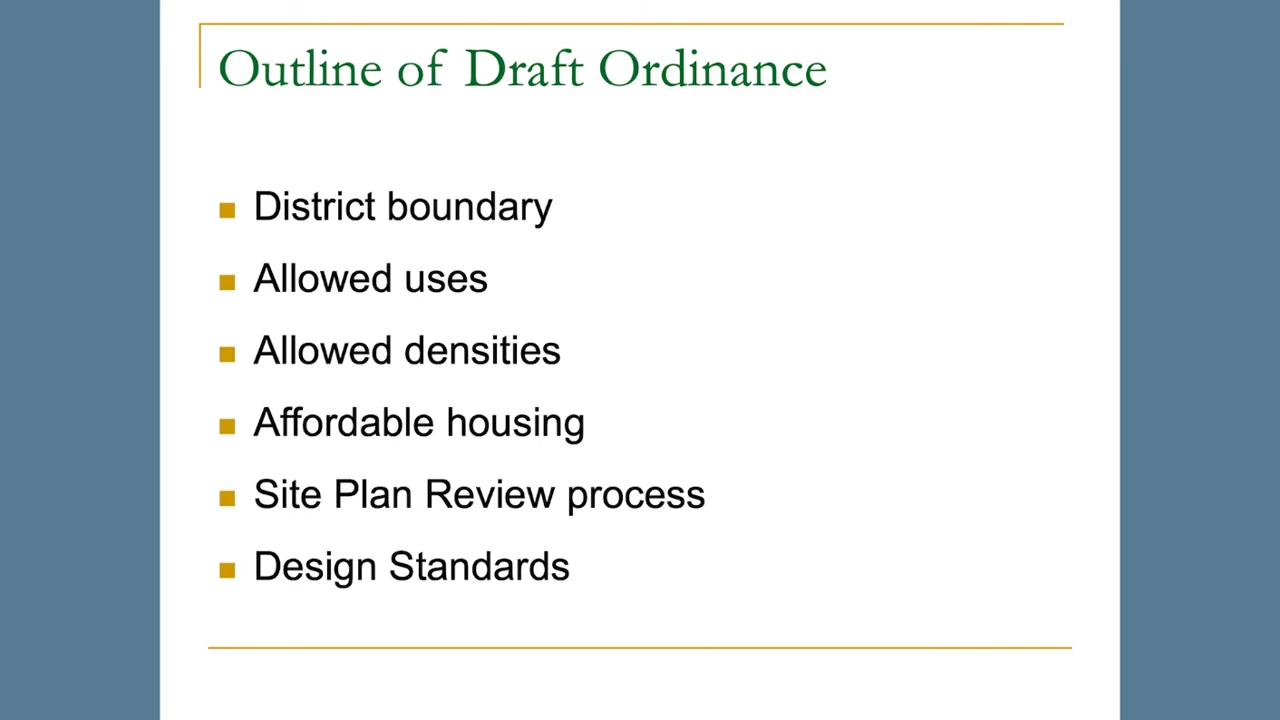 Outline of Draft Ordinance
District boundary
Allowed uses
Allowed densities
Affordable housing
Site Plan Review process
Design Standards